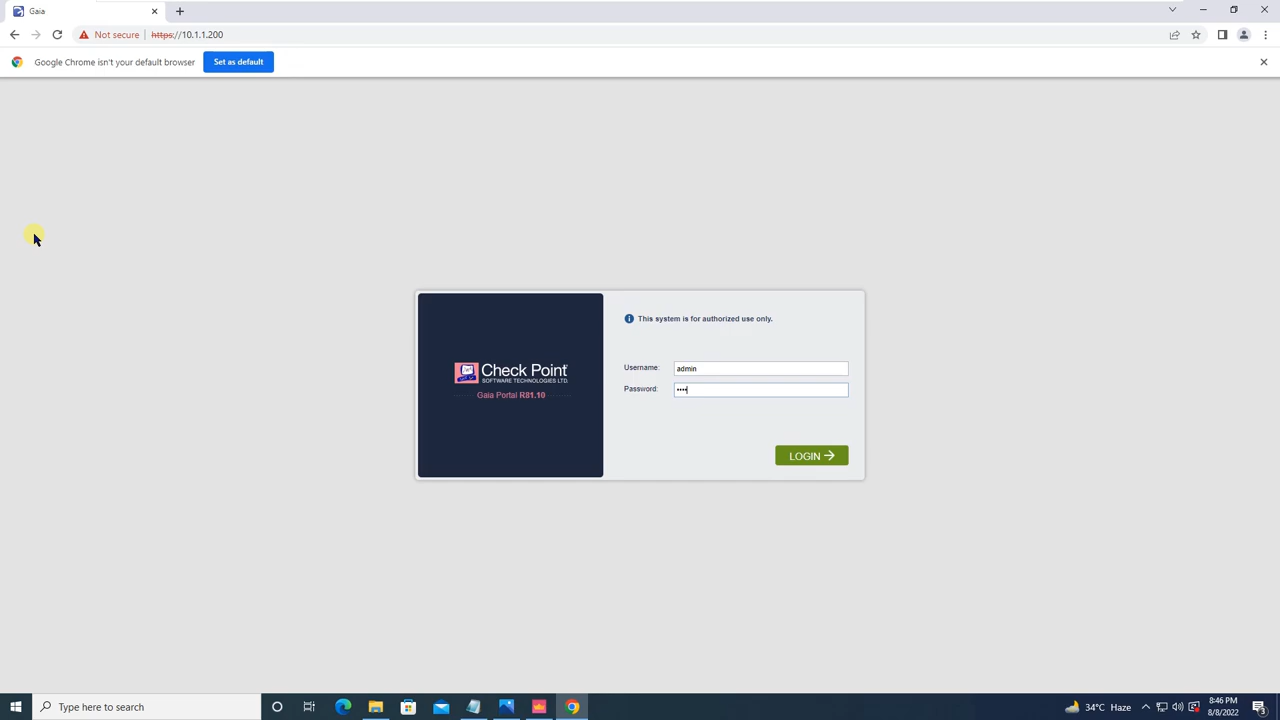 Gaia
Not secure https://10.1.1.200
Google Chrome isn't your default browser Set as default
This system is for authorized use only.
Check Point
SOFTWARE TECHNOLOGIES LTD.
Gaia Portal R81.10
Username: admin
Password: ••••
LOGIN
Type here to search
34°C Haze
8:46 PM
8/8/2022